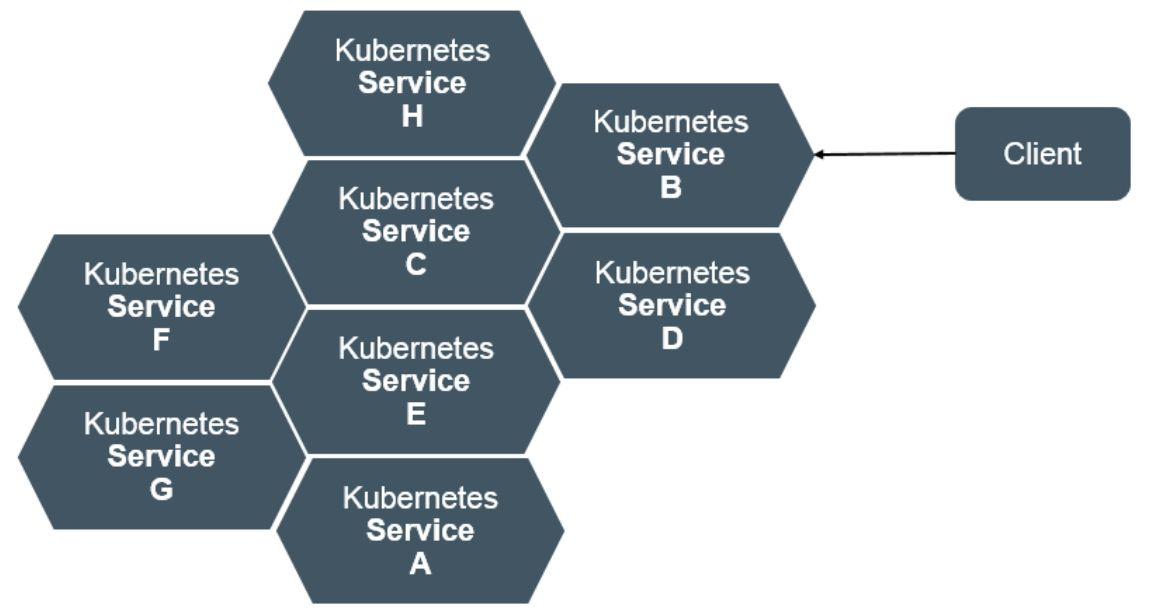 Kubernetes
Service
H
Kubernetes
Service
B
Client
Kubernetes
Service
C
Kubernetes
Service
F
Kubernetes
Service
D
Kubernetes
Service
E
Kubernetes
Service
G
Kubernetes
Service
A